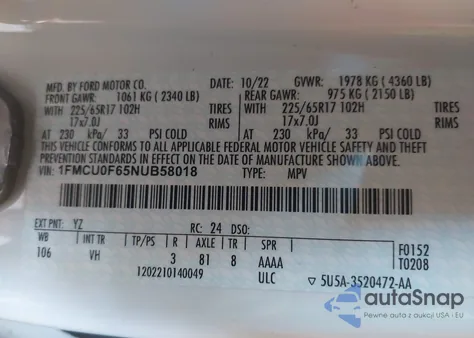 MFD. BY FORD MOTOR CO. 10/22 GVWR: 1978 KG ( 4360 LB)
FRONT GAWR: 1061 KG ( 2340 LB) REAR GAWR: 975 KG ( 2150 LB)
WITH 225/65R17 102H TIRES WITH 225/65R17 102H TIRES
17x7.0J RIMS 17x7.0J RIMS
AT 230 kPa/ 33 PSI COLD AT 230 kPa/ 33 PSI COLD
THIS VEHICLE CONFORMS TO ALL APPLICABLE FEDERAL MOTOR VEHICLE SAFETY AND THEFT
PREVENTION STANDARDS IN EFFECT ON THE DATE OF MANUFACTURE SHOWN ABOVE.
VIN: 1FMCU0F65NUB58018 TYPE: MPV
EXT PNT: YZ RC: 24 DSO:
WB INT TR TP/PS R AXLE TR SPR F0152
106 VH 3 81 8 AAAA T0208
1202210140049 ULC ▽ 5U5A-3520472-AA
autoSnap
Pewne auta z aukcji USA i EU